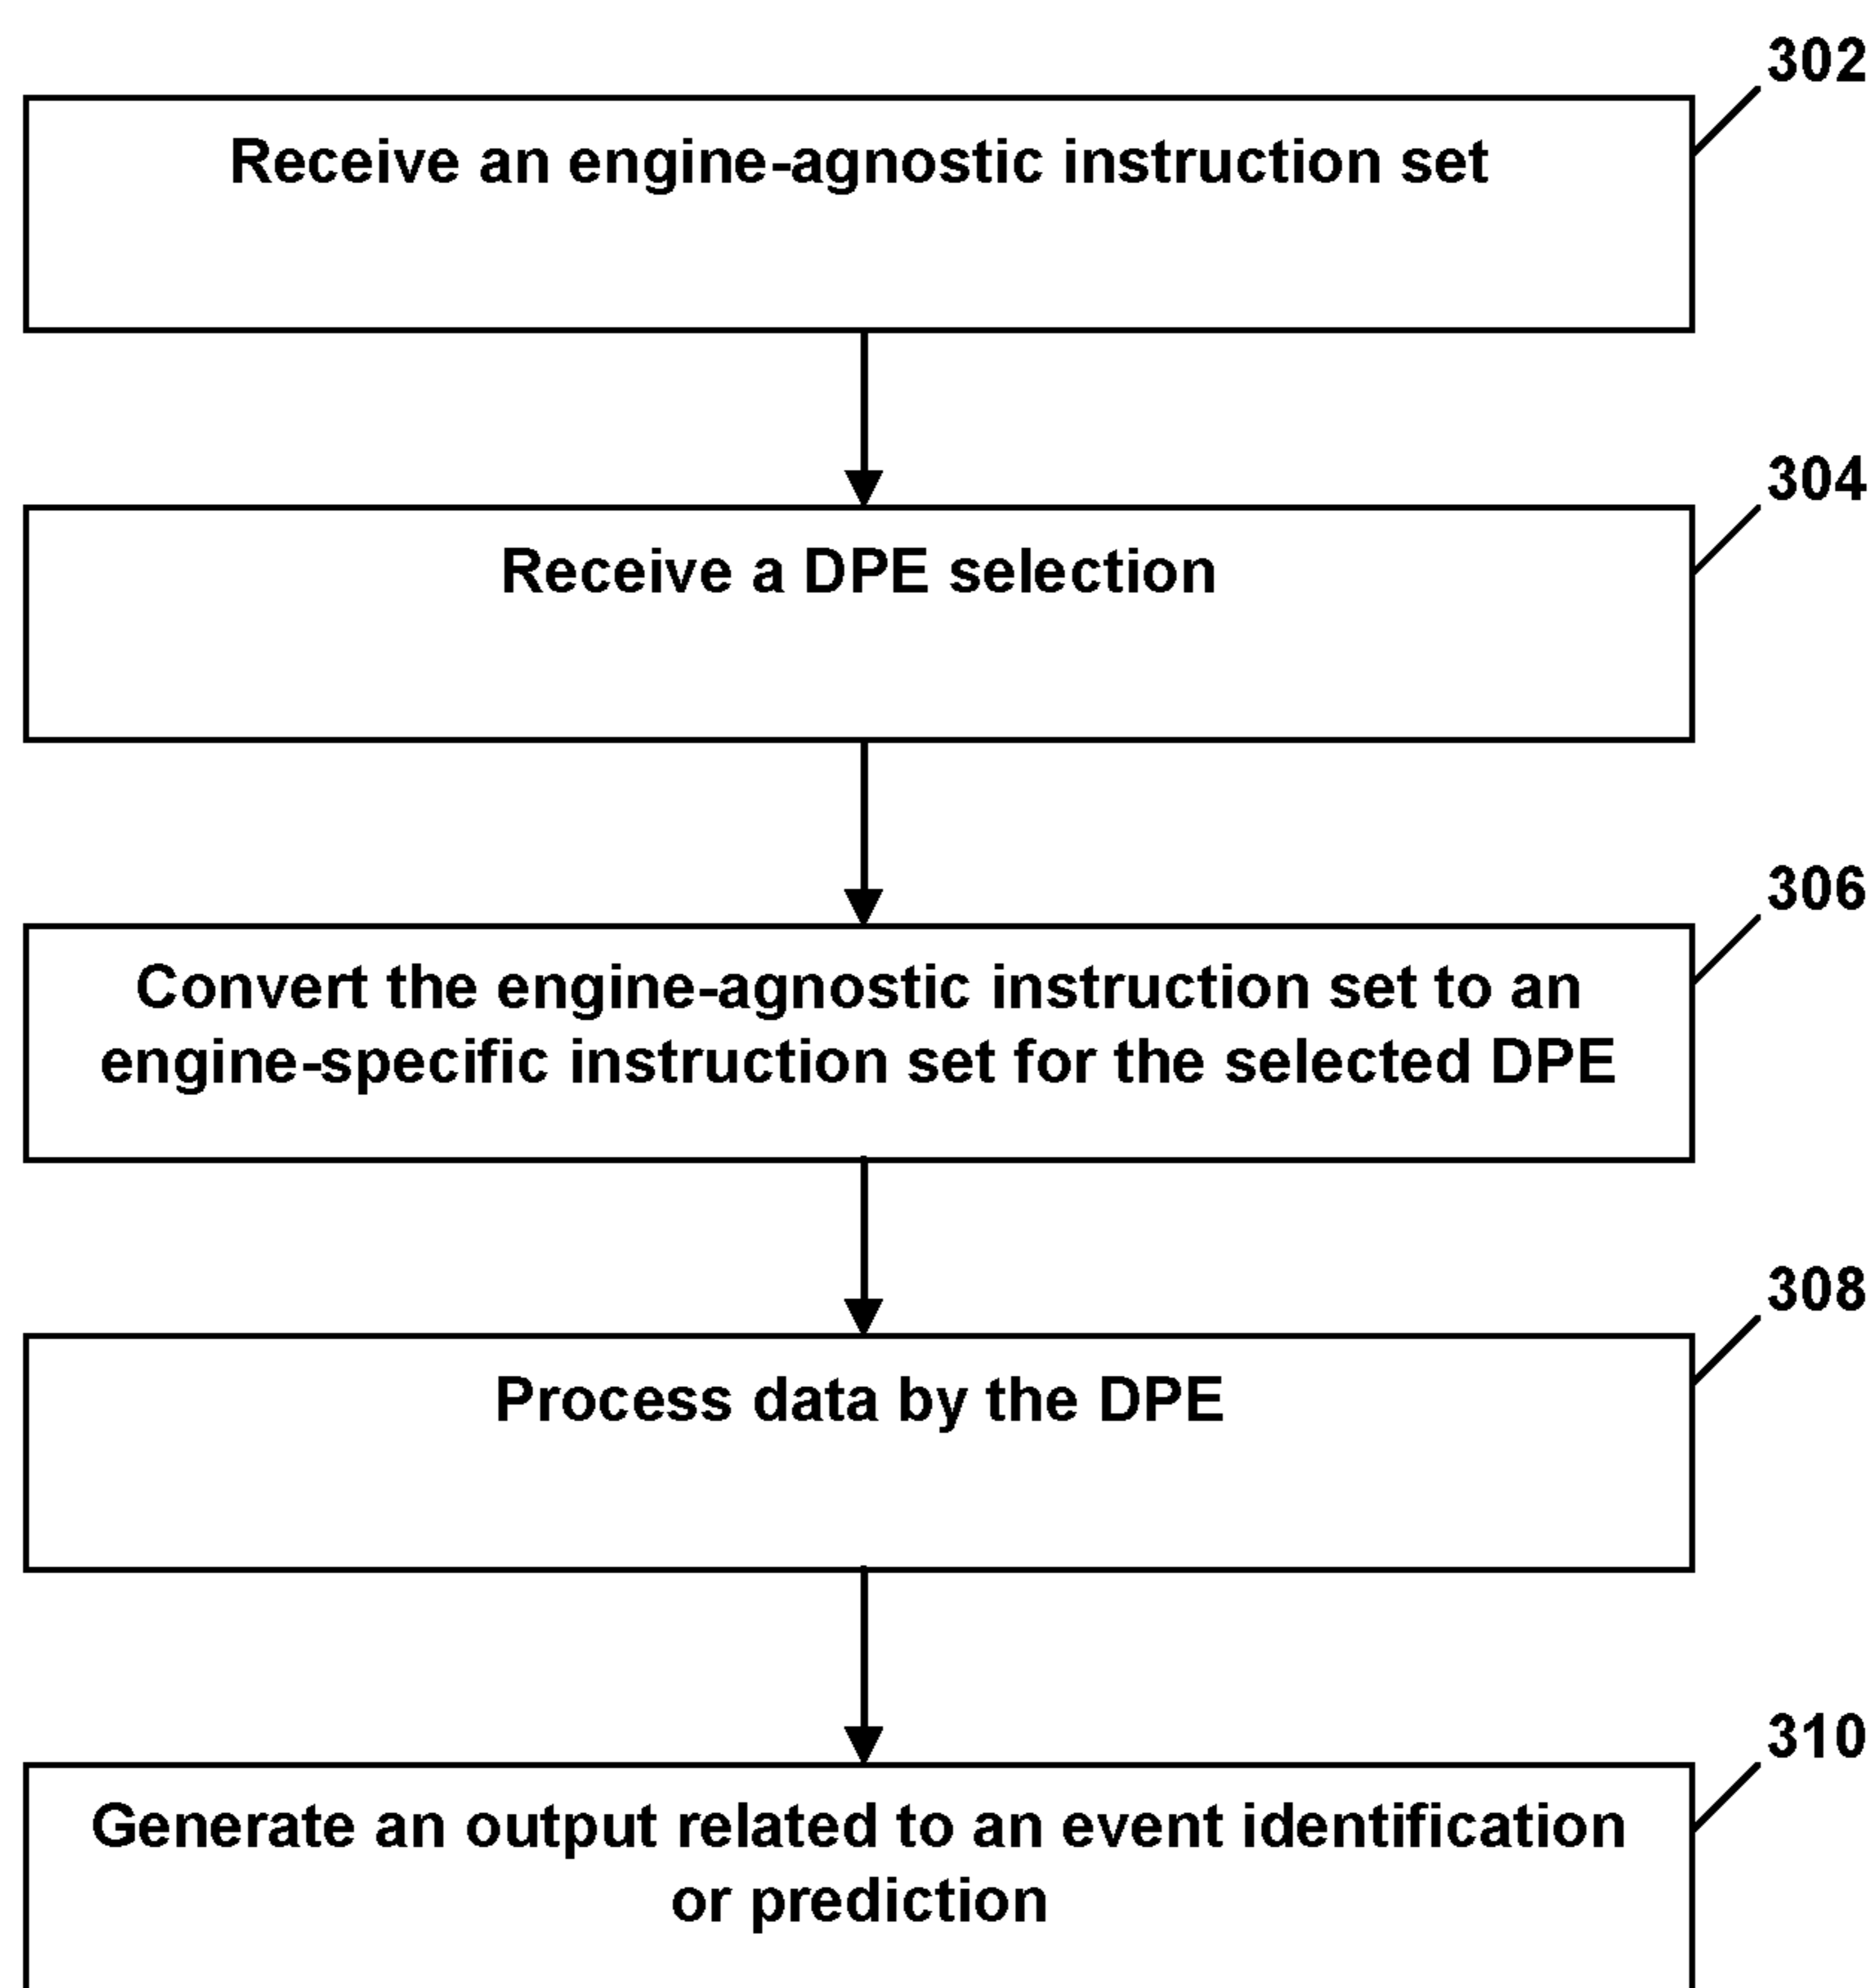 302
Receive an engine-agnostic instruction set
304
Receive a DPE selection
306
Convert the engine-agnostic instruction set to an
engine-specific instruction set for the selected DPE
308
Process data by the DPE
310
Generate an output related to an event identification
or prediction